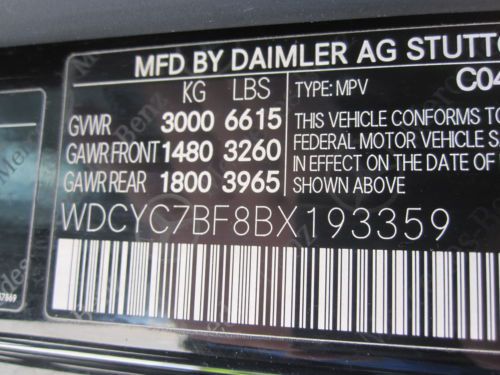 MFD BY DAIMLER AG STUTT
KG LBS
TYPE: MPV C04
GVWR 3000 6615
GAWR FRONT 1480 3260
GAWR REAR 1800 3965
THIS VEHICLE CONFORMS TO
FEDERAL MOTOR VEHICLE S
IN EFFECT ON THE DATE OF
SHOWN ABOVE
WDCYC7BF8BX193359